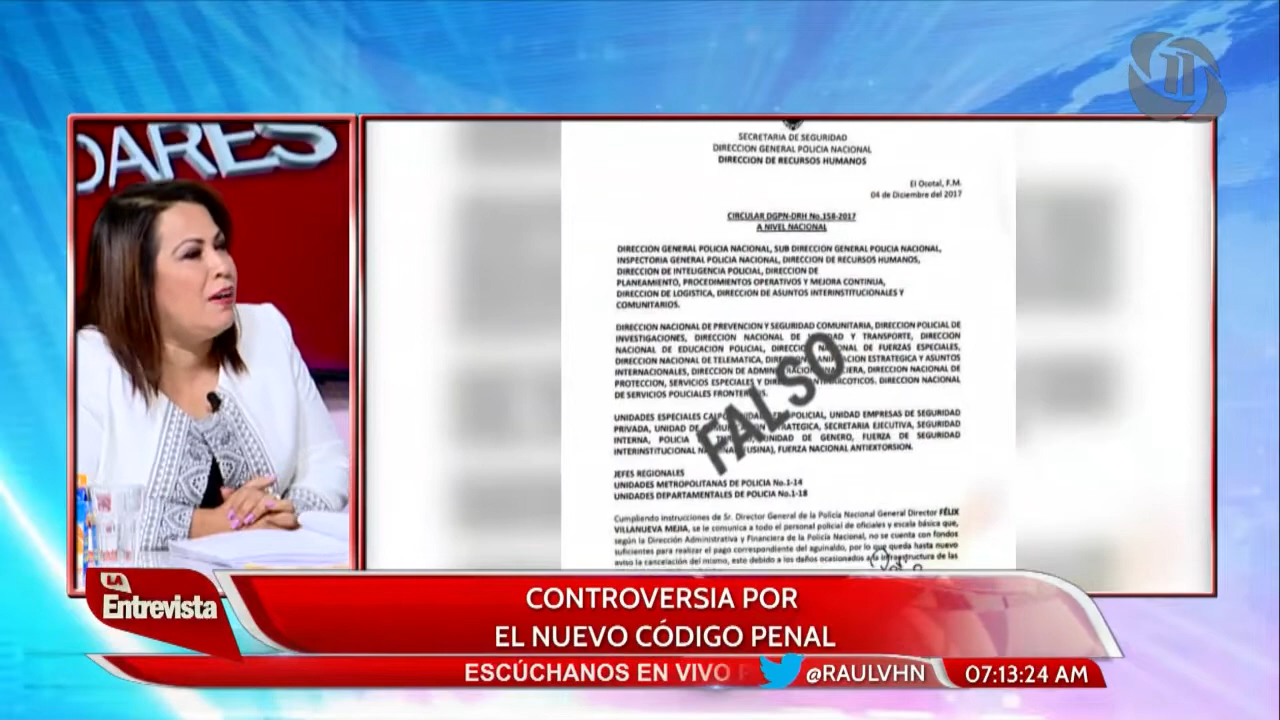 DARES
SECRETARIA DE SEGURIDAD
DIRECCION GENERAL POLICIA NACIONAL
DIRECCION DE RECURSOS HUMANOS
El Ocotal, F.M.
04 de Diciembre del 2017
CIRCULAR DGPN-DRH No.158-2017
A NIVEL NACIONAL
DIRECCION GENERAL POLICIA NACIONAL, SUB DIRECCION GENERAL POLICIA NACIONAL,
INSPECTORIA GENERAL POLICIA NACIONAL, DIRECCION DE RECURSOS HUMANOS,
DIRECCION DE INTELIGENCIA POLICIAL, DIRECCION DE
PLANEAMIENTO, PROCEDIMIENTOS OPERATIVOS Y MEJORA CONTINUA,
DIRECCION DE LOGISTICA, DIRECCION DE ASUNTOS INTERINSTITUCIONALES Y
COMUNITARIOS.
DIRECCION NACIONAL DE PREVENCION Y SEGURIDAD COMUNITARIA, DIRECCION POLICIAL DE
INVESTIGACIONES, DIRECCION NACIONAL DE Y TRANSPORTE, DIRECCION
NACIONAL DE EDUCACION POLICIAL, NACIONAL DE FUERZAS ESPECIALES,
DIRECCION NACIONAL DE TELEMATICA, ESTRATEGICA Y ASUNTOS
INTERNACIONALES, DIRECCION DE DIRECCION NACIONAL DE
PROTECCION, SERVICIOS ESPECIALES Y DIRECCION NACIONAL
DE SERVICIOS POLICIALES
UNIDADES ESPECIALES POLICIAL, UNIDAD EMPRESAS DE SEGURIDAD
PRIVADA, UNIDAD DE SECRETARIA EJECUTIVA, SEGURIDAD
INTERNA, POLICIA UNIDAD DE GENERO, FUERZA DE SEGURIDAD
INTERINSTITUCIONAL FUERZA NACIONAL ANTIEXTORSION.
FALSO
JEFES REGIONALES
UNIDADES METROPOLITANAS DE POLICIA No.1-14
UNIDADES DEPARTAMENTALES DE POLICIA No.1-18
Cumpliendo instrucciones de Sr. Director General de la Policía Nacional General Director FÉLIX
VILLANUEVA MEJIA, se le comunica a todo el personal policial de oficiales y escala básica que,
según la Dirección Administrativa y Financiera de la Policía Nacional, no se cuenta con fondos
suficientes para realizar el pago correspondiente del aguinaldo, por lo que queda hasta nuevo
aviso la cancelación del mismo, esto debido a los daños ocasionados a la infraestructura de las
LA
Entrevista
CONTROVERSIA POR
EL NUEVO CÓDIGO PENAL
ESCÚCHANOS EN VIVO P @RAULVHN 07:13:24 AM